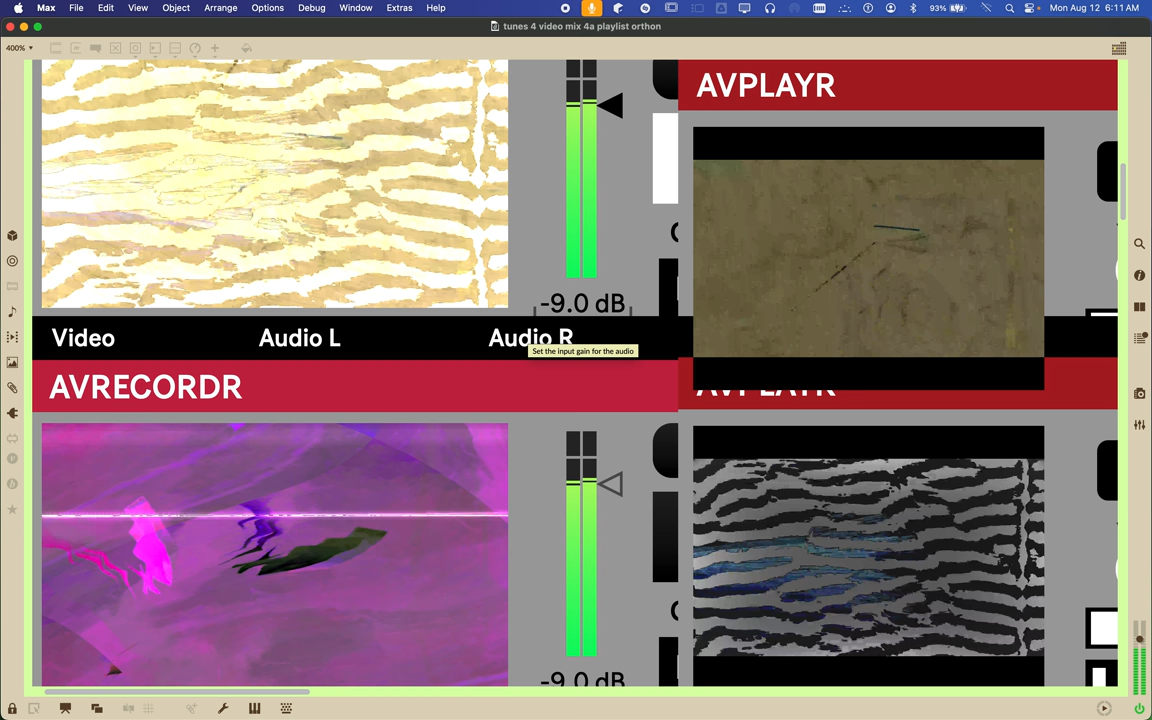 Max File Edit View Object Arrange Options Debug Window Extras Help
93% Mon Aug 12 6:11 AM
tunes 4 video mix 4a playlist orthon
400%
AVPLAYR
-9.0 dB
Video Audio L Audio R
Set the input gain for the audio
AVRECORDR
AVPLAYR
-9.0 dB